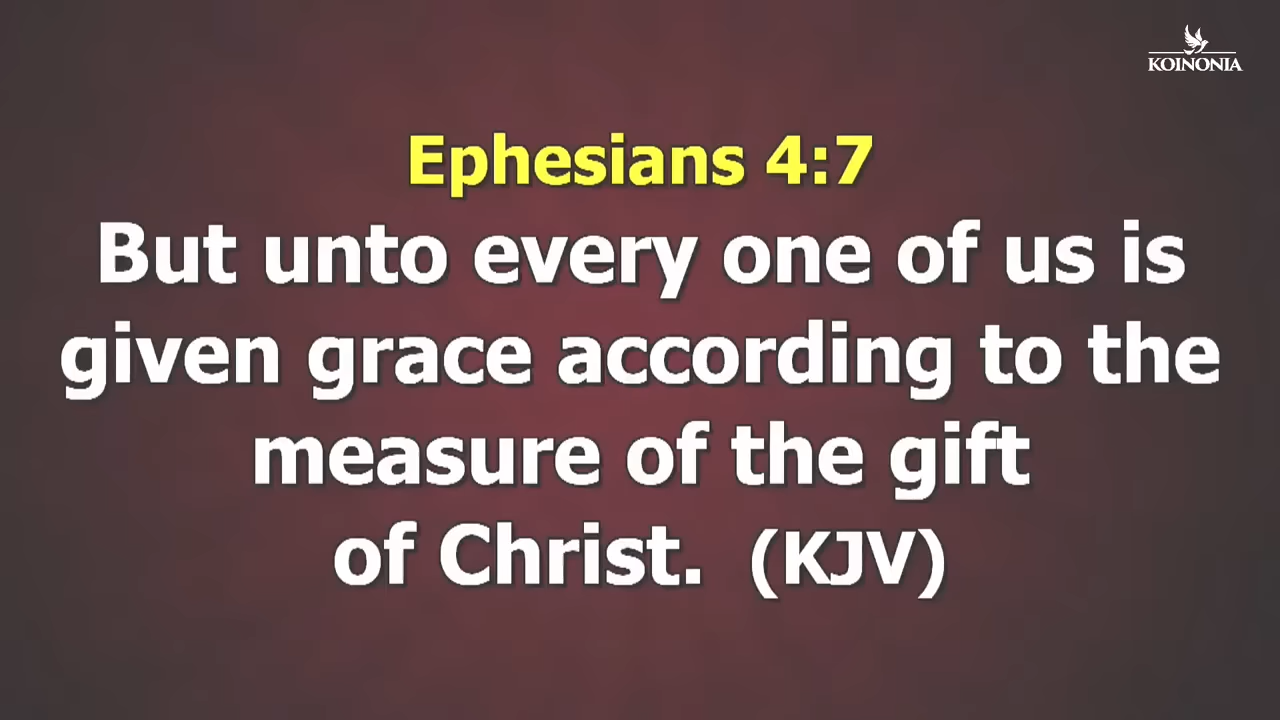 KOINONIA
Ephesians 4:7
But unto every one of us is
given grace according to the
measure of the gift
of Christ. (KJV)